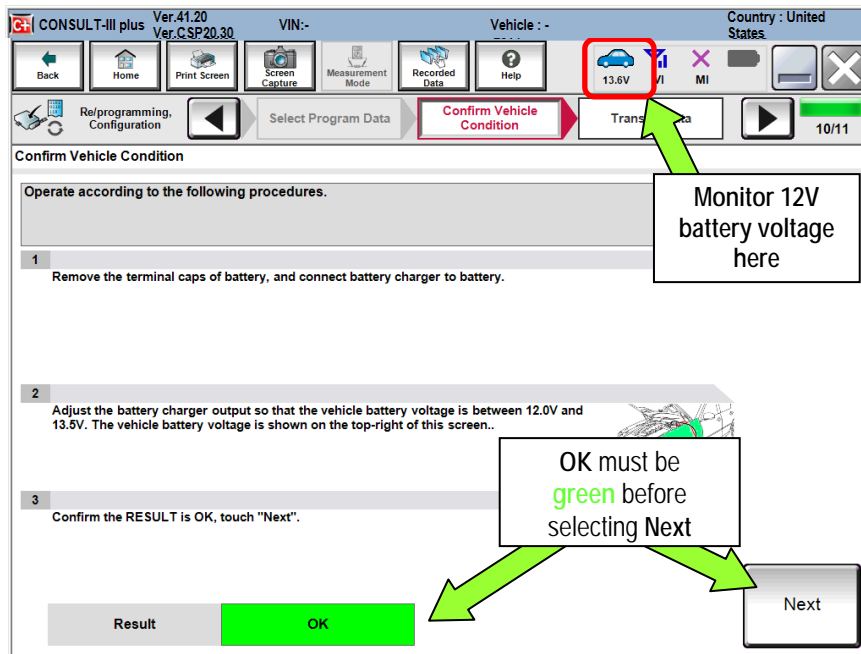 CONSULT-III plus Ver.41.20 VIN:- Vehicle : - Country : United
Ver.CSP20.30 States
Back Home Print Screen Screen Capture Measurement Mode Recorded Data Help 13.6V VI MI
Re/programming, Configuration
Select Program Data
Confirm Vehicle Condition
10/11
Confirm Vehicle Condition
Operate according to the following procedures.
Monitor 12V
battery voltage
here
1
Remove the terminal caps of battery, and connect battery charger to battery.
2
Adjust the battery charger output so that the vehicle battery voltage is between 12.0V and
13.5V. The vehicle battery voltage is shown on the top-right of this screen..
OK must be
green before
selecting Next
3
Confirm the RESULT is OK, touch "Next".
Result OK
Next